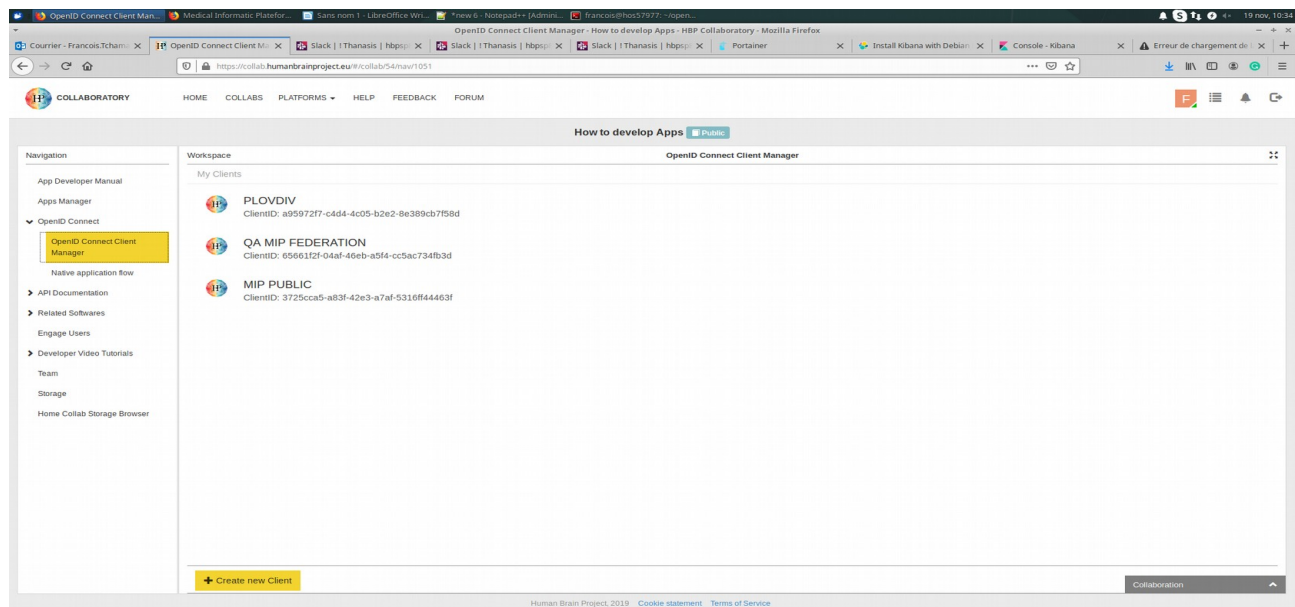 OpenID Connect Client Man...
Medical Informatic Platefor...
Sans nom 1 - LibreOffice Wri...
*new 6 - Notepad++ [Admini...
francois@hos57977: ~/open...
19 nov, 10:34
OpenID Connect Client Manager - How to develop Apps - HBP Collaboratory - Mozilla Firefox
Courrier - Francois.Tcham
OpenID Connect Client Ma
Slack | ! Thanasis | hbpsp
Slack | ! Thanasis | hbpsp
Slack | ! Thanasis | hbpsp
Portainer
Install Kibana with Debian
Console - Kibana
Erreur de chargement de l
https://collab.humanbrainproject.eu/#/collab/54/nav/1051
COLLABORATORY
HOME COLLABS PLATFORMS HELP FEEDBACK FORUM
F
How to develop Apps Public
Navigation
App Developer Manual
Apps Manager
OpenID Connect
OpenID Connect Client
Manager
Native application flow
API Documentation
Related Softwares
Engage Users
Developer Video Tutorials
Team
Storage
Home Collab Storage Browser
Workspace
OpenID Connect Client Manager
My Clients
PLOVDIV
ClientID: a95972f7-c4d4-4c05-b2e2-8e389cb7f58d
QA MIP FEDERATION
ClientID: 65661f2f-04af-46eb-a5f4-cc5ac734fb3d
MIP PUBLIC
ClientID: 3725cca5-a83f-42e3-a7af-5316ff44463f
Create new Client
Collaboration
Human Brain Project, 2019 Cookie statement Terms of Service